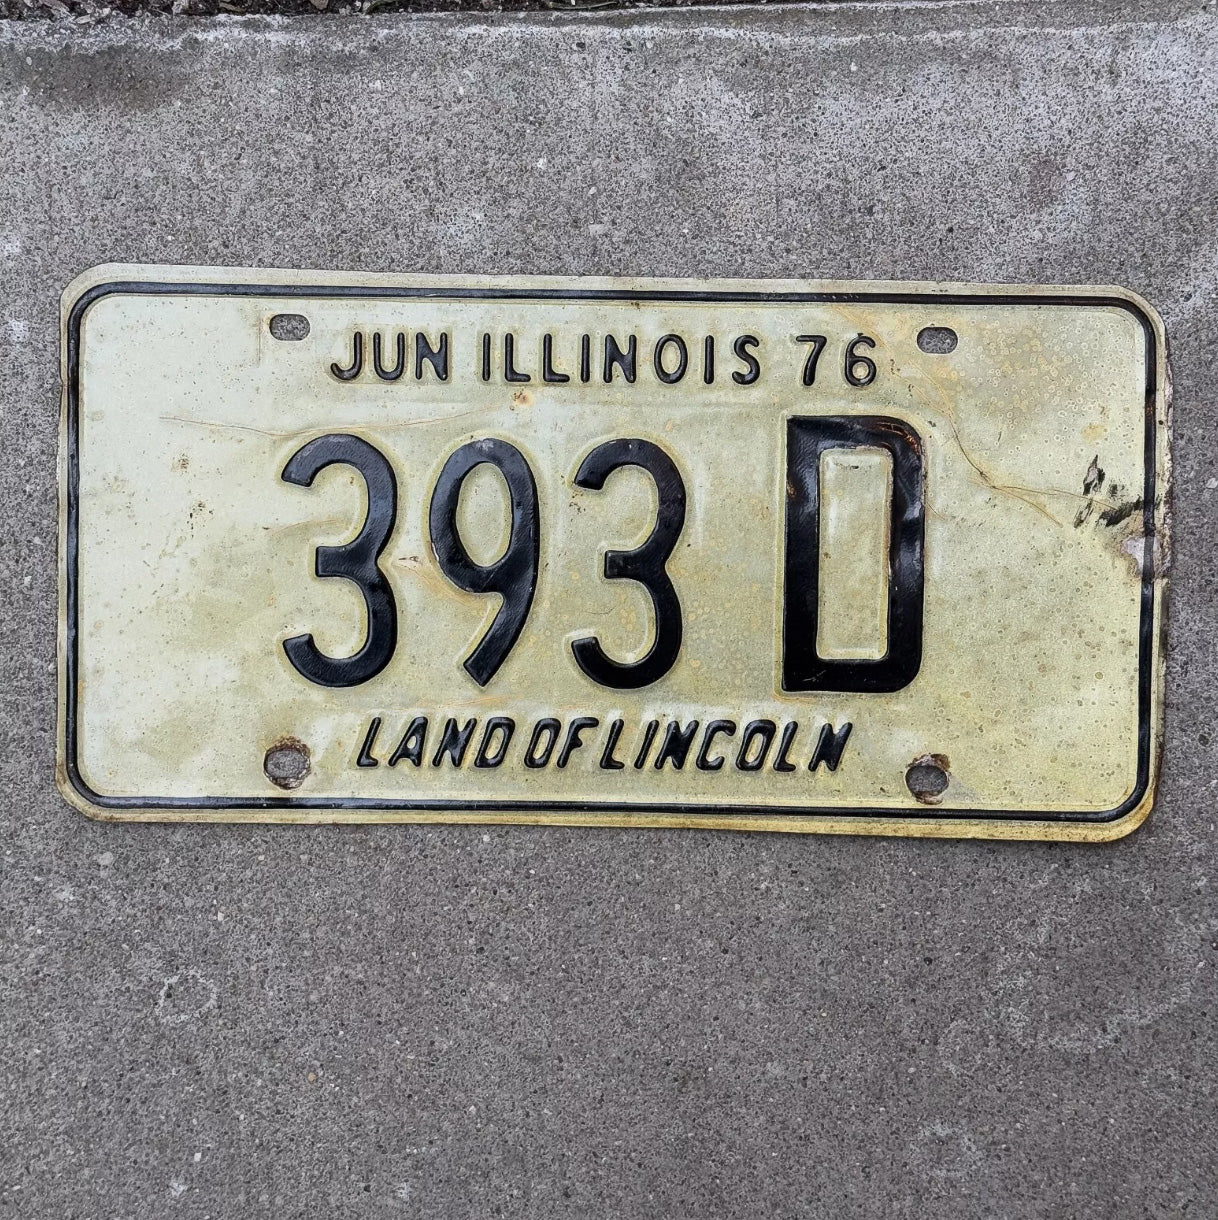 JUN ILLINOIS 76
393 D
LAND OF LINCOLN